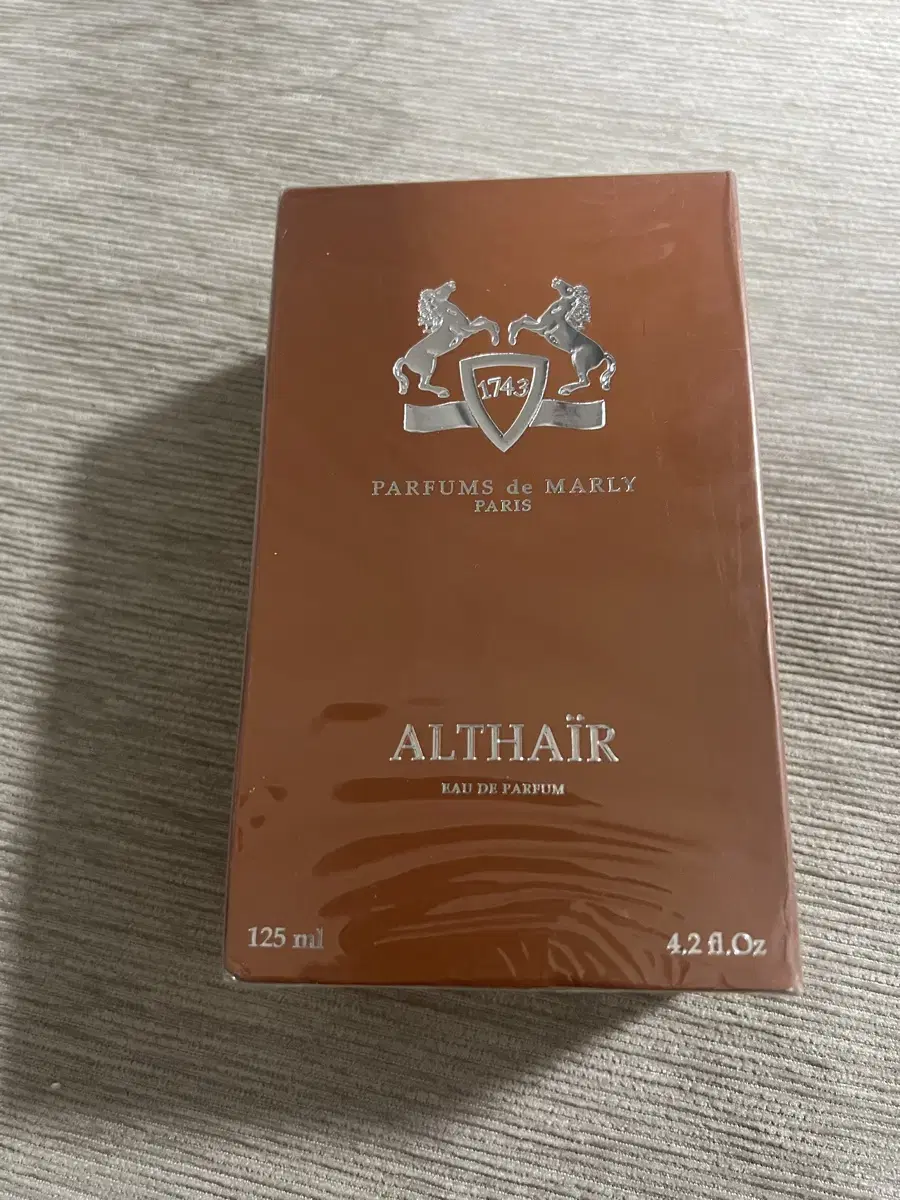 1743
PARFUMS de MARLY
PARIS
ALTHAÏR
EAU DE PARFUM
125 ml
4.2 fl.Oz